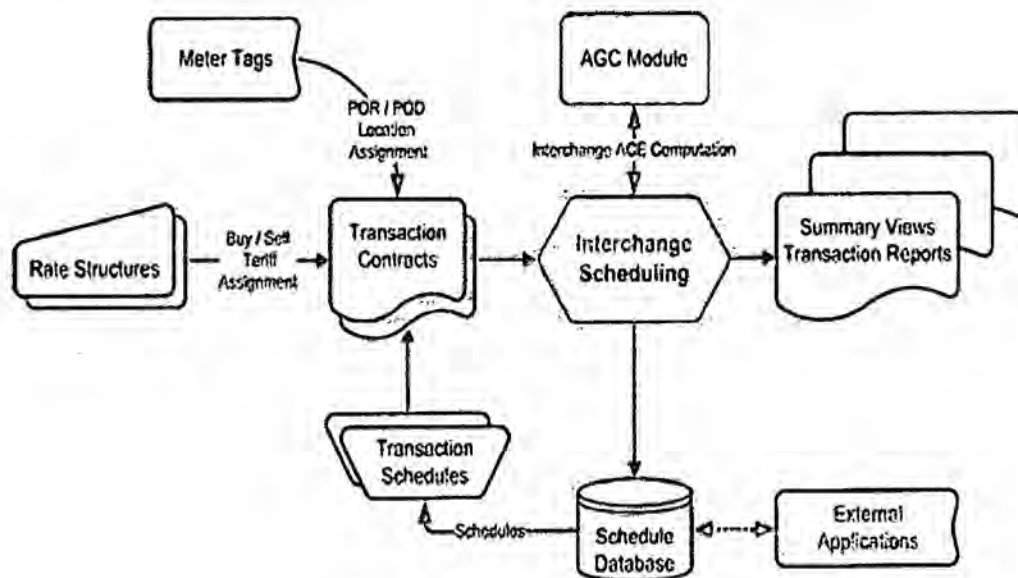 Meter Tags
AGC Module
POR / POD
Location
Assignment
Interchange ACE Computation
Rate Structures
Buy / Sell
Tariff
Assignment
Transaction
Contracts
Interchange
Scheduling
Summary Views
Transaction Reports
Transaction
Schedules
Schedules
Schedule
Database
External
Applications